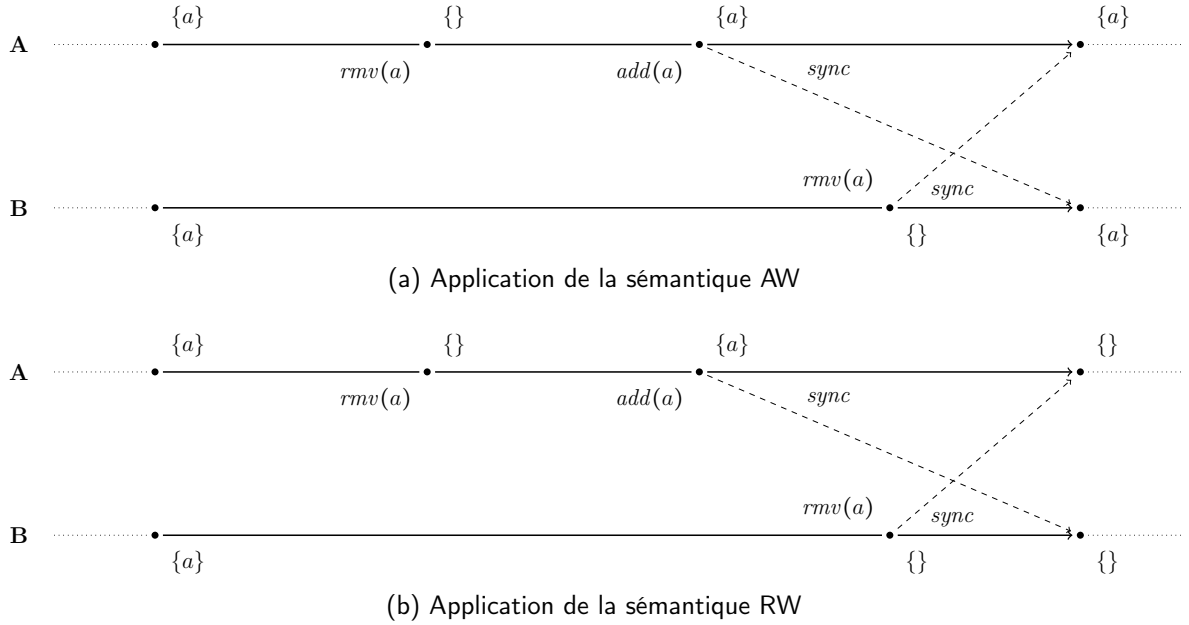 {a} {} {a} {a}
A
rmv(a) add(a) sync
rmv(a)
sync
B
{a} {} {a}
(a) Application de la sémantique AW
{a} {} {a} {}
A
rmv(a) add(a) sync
rmv(a)
sync
B
{a} {} {}
(b) Application de la sémantique RW